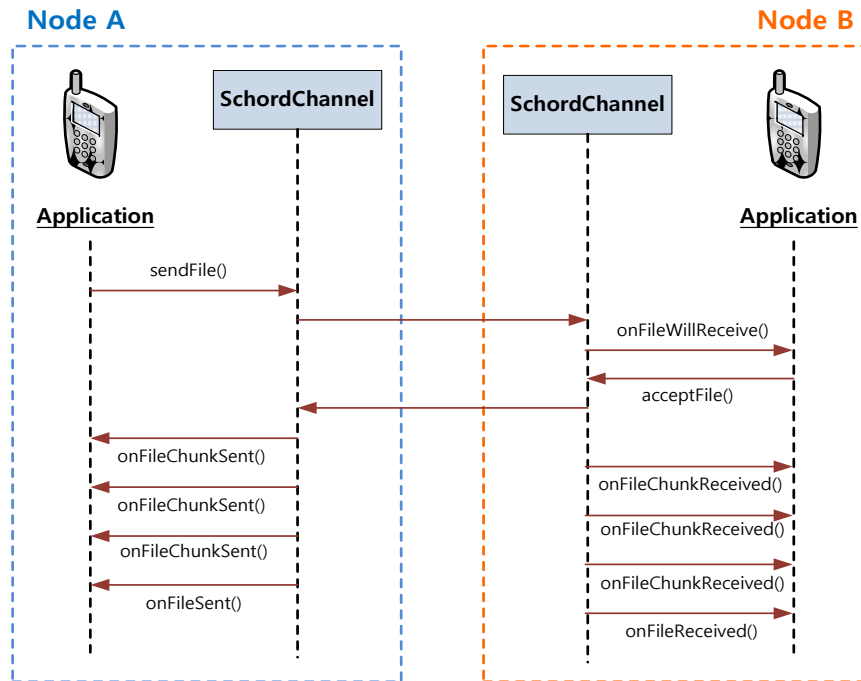 Node A
Node B
SchordChannel
SchordChannel
Application
Application
sendFile()
onFileWillReceive()
acceptFile()
onFileChunkSent()
onFileChunkReceived()
onFileChunkSent()
onFileChunkReceived()
onFileChunkSent()
onFileChunkReceived()
onFileSent()
onFileReceived()